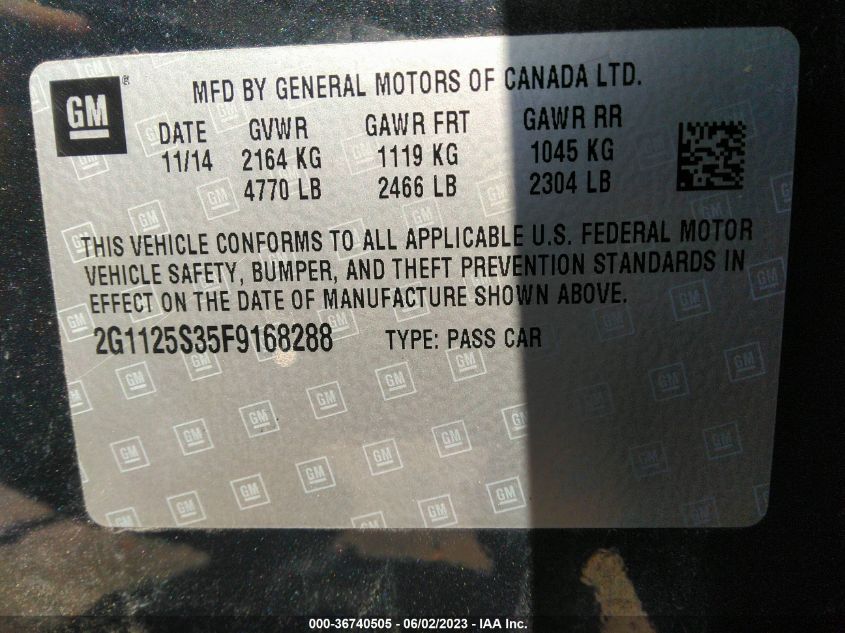 GM ® MFD BY GENERAL MOTORS OF CANADA LTD.
DATE GVWR GAWR FRT GAWR RR
11/14 2164 KG 1119 KG 1045 KG
4770 LB 2466 LB 2304 LB
THIS VEHICLE CONFORMS TO ALL APPLICABLE U.S. FEDERAL MOTOR
VEHICLE SAFETY, BUMPER, AND THEFT PREVENTION STANDARDS IN
EFFECT ON THE DATE OF MANUFACTURE SHOWN ABOVE.
2G1125S35F9168288 TYPE: PASS CAR
000-36740505 - 06/02/2023 - IAA Inc.